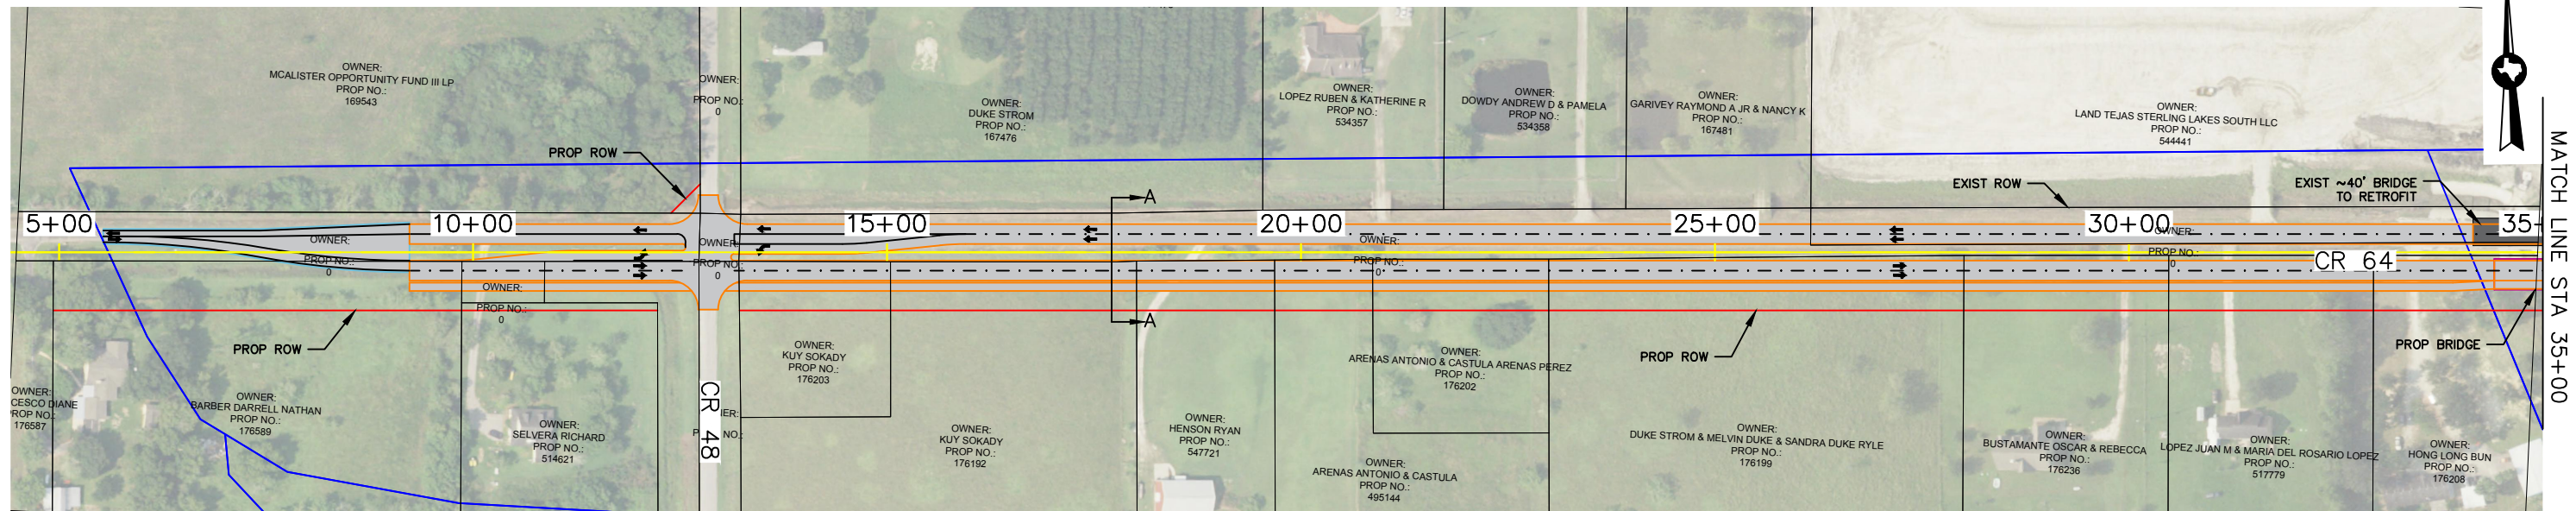 OWNER:
MCALISTER OPPORTUNITY FUND III LP
PROP NO.:
169543
OWNER:
PROP NO.:
0
OWNER:
DUKE STROM
PROP NO.:
167476
OWNER:
LOPEZ RUBEN & KATHERINE R
PROP NO.:
534357
OWNER:
DOWDY ANDREW D & PAMELA
PROP NO.:
534358
OWNER:
GARIVEY RAYMOND A JR & NANCY K
PROP NO.:
167481
OWNER:
LAND TEJAS STERLING LAKES SOUTH LLC
PROP NO.:
544441
PROP ROW
EXIST ROW
EXIST ~40' BRIDGE
TO RETROFIT
A
5+00
10+00
15+00
20+00
25+00
30+00
35+
OWNER:
PROP NO.:
0
OWNER:
PROP NO.:
0
OWNER:
PROP NO.:
0
OWNER:
PROP NO.:
0
CR 64
OWNER:
PROP NO.:
0
A
PROP ROW
PROP ROW
PROP BRIDGE
MATCH LINE STA 35+00
OWNER:
CESCO DIANE
PROP NO.:
176587
OWNER:
BARBER DARRELL NATHAN
PROP NO.:
176589
OWNER:
SELVERA RICHARD
PROP NO.:
514621
CR 48
NER:
P NO.:
OWNER:
KUY SOKADY
PROP NO.:
176203
OWNER:
KUY SOKADY
PROP NO.:
176192
OWNER:
HENSON RYAN
PROP NO.:
547721
OWNER:
ARENAS ANTONIO & CASTULA ARENAS PEREZ
PROP NO.:
176202
OWNER:
ARENAS ANTONIO & CASTULA
PROP NO.:
495144
OWNER:
DUKE STROM & MELVIN DUKE & SANDRA DUKE RYLE
PROP NO.:
176199
OWNER:
BUSTAMANTE OSCAR & REBECCA
PROP NO.:
176236
OWNER:
LOPEZ JUAN M & MARIA DEL ROSARIO LOPEZ
PROP NO.:
517779
OWNER:
HONG LONG BUN
PROP NO.:
176208